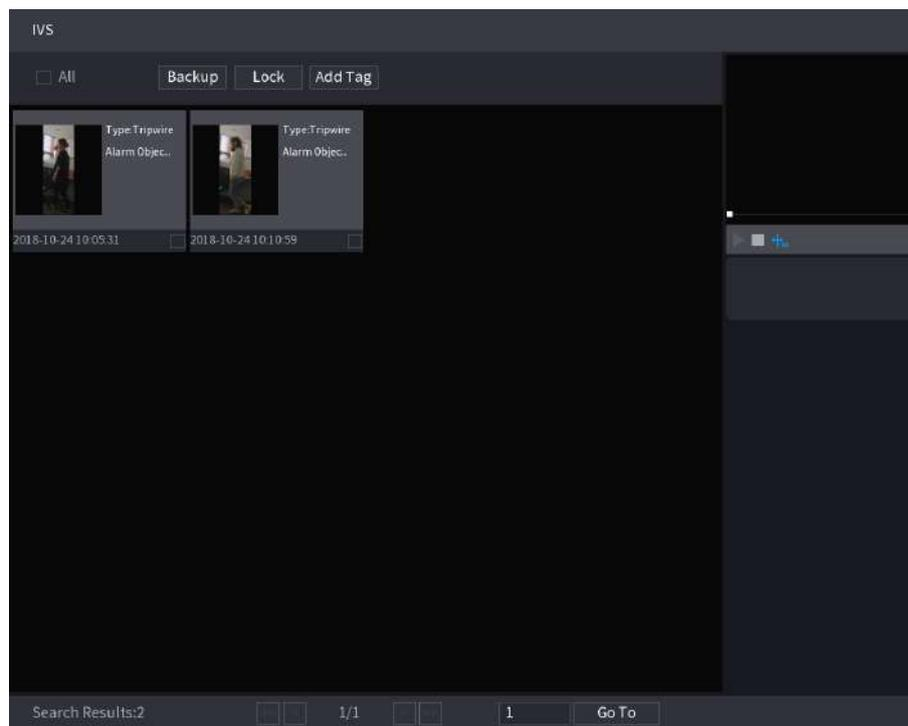 IVS
All Backup Lock Add Tag
Type:Tripwire Type:Tripwire
Alarm Objec.. Alarm Objec..
2018-10-24 10:05:31 2018-10-24 10:10:59
Search Results:2 1/1 1 Go To